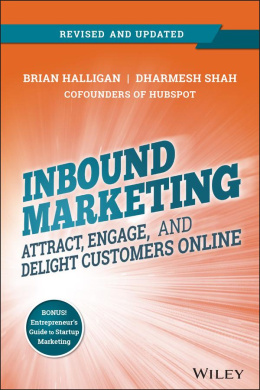 REVISED AND UPDATED
BRIAN HALLIGAN | DHARMESH SHAH
COFOUNDERS OF HUBSPOT
INBOUND
MARKETING
ATTRACT, ENGAGE, AND
DELIGHT CUSTOMERS ONLINE
BONUS!
Entrepreneur's
Guide to Startup
Marketing
WILEY